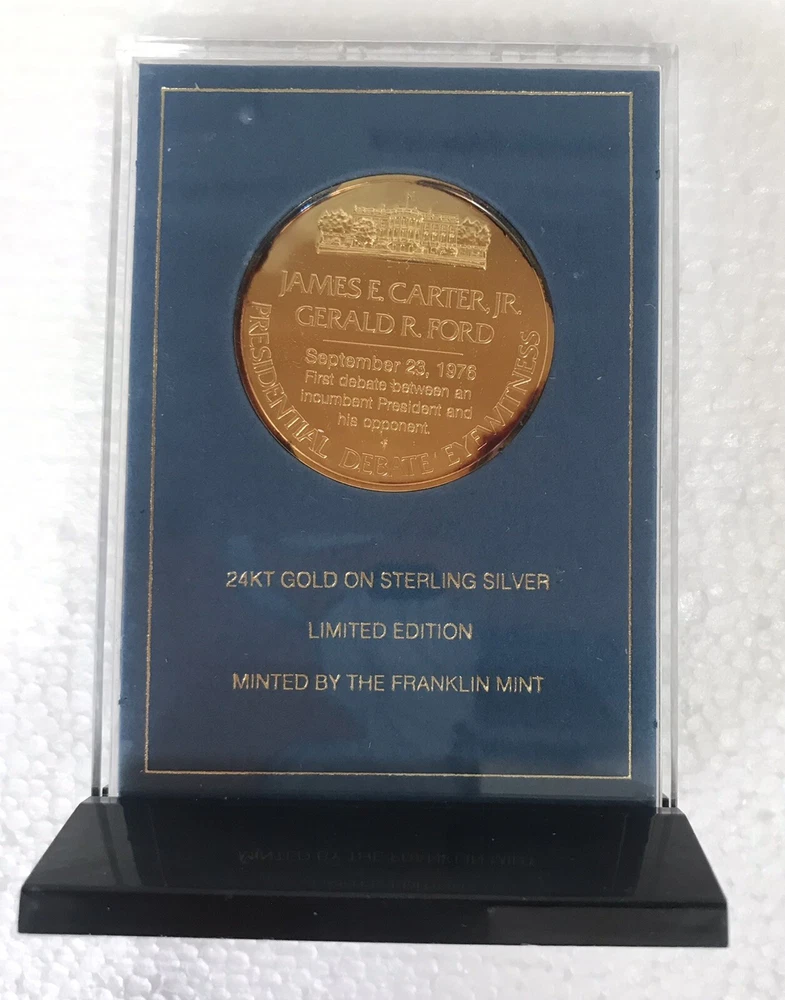 JAMES E. CARTER, JR.
GERALD R. FORD
September 23, 1976
First debate between an
incumbent President and
his opponent.
PRESIDENTIAL DEBATE EYEWITNESS
24KT GOLD ON STERLING SILVER
LIMITED EDITION
MINTED BY THE FRANKLIN MINT